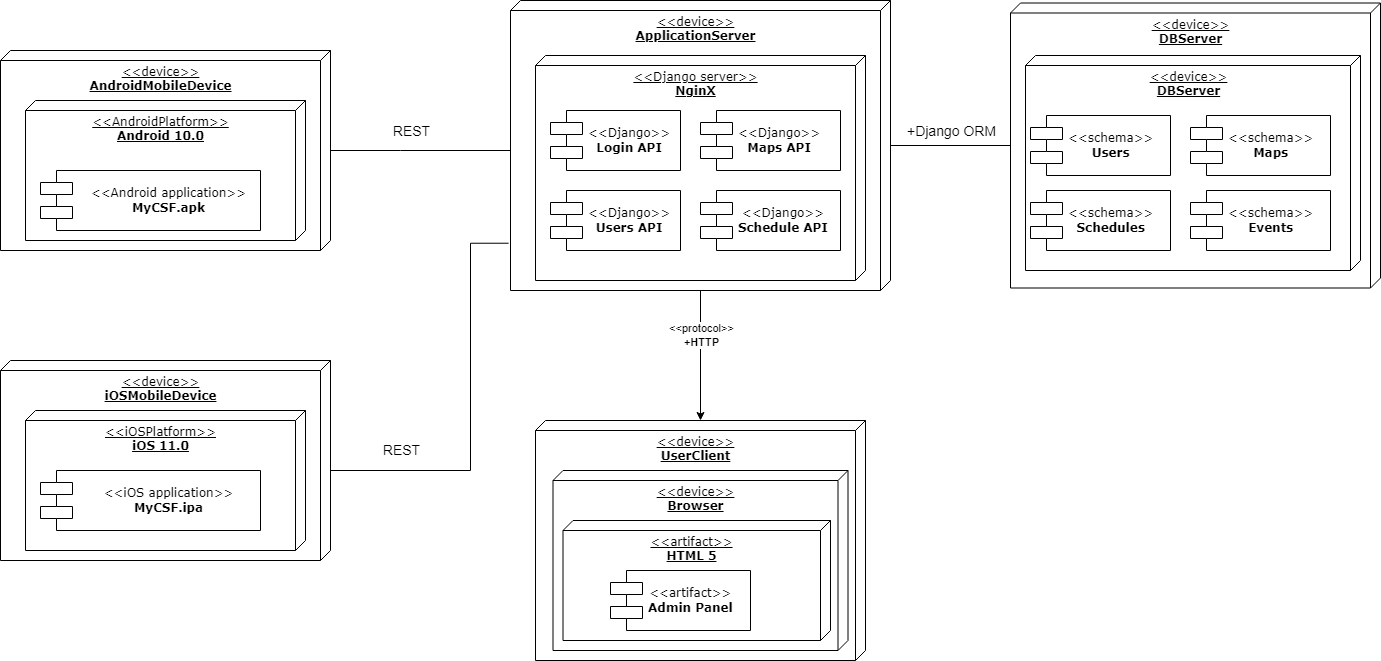 <<device>>
AndroidMobileDevice
<<AndroidPlatform>>
Android 10.0
<<Android application>>
MyCSF.apk
REST
<<device>>
ApplicationServer
<<Django server>>
NginX
<<Django>>
Login API
<<Django>>
Maps API
<<Django>>
Users API
<<Django>>
Schedule API
+Django ORM
<<device>>
DBServer
<<device>>
DBServer
<<schema>>
Users
<<schema>>
Maps
<<schema>>
Schedules
<<schema>>
Events
<<device>>
iOSMobileDevice
<<iOSPlatform>>
iOS 11.0
<<iOS application>>
MyCSF.ipa
REST
<<protocol>>
+HTTP
<<device>>
UserClient
<<device>>
Browser
<<artifact>>
HTML 5
<<artifact>>
Admin Panel